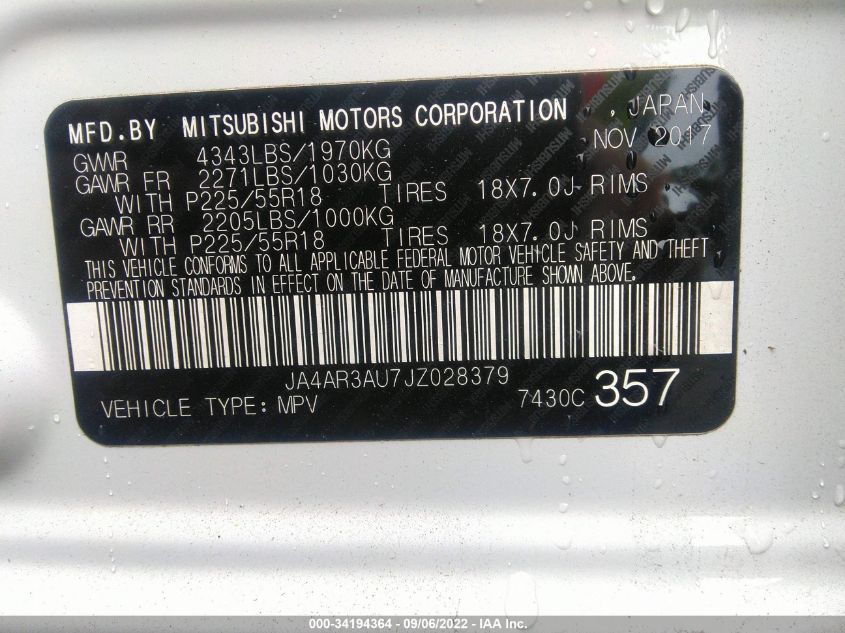 MFD.BY MITSUBISHI MOTORS CORPORATION , JAPAN
NOV 2017
GVWR 4343LBS/1970KG
GAWR FR 2271LBS/1030KG
WITH P225/55R18 TIRES 18X7.0J RIMS
GAWR RR 2205LBS/1000KG
WITH P225/55R18 TIRES 18X7.0J RIMS
THIS VEHICLE CONFORMS TO ALL APPLICABLE FEDERAL MOTOR VEHICLE SAFETY AND THEFT
PREVENTION STANDARDS IN EFFECT ON THE DATE OF MANUFACTURE SHOWN ABOVE.
JA4AR3AU7JZ028379
VEHICLE TYPE: MPV 7430C 357
000-34194364 - 09/06/2022 - IAA Inc.